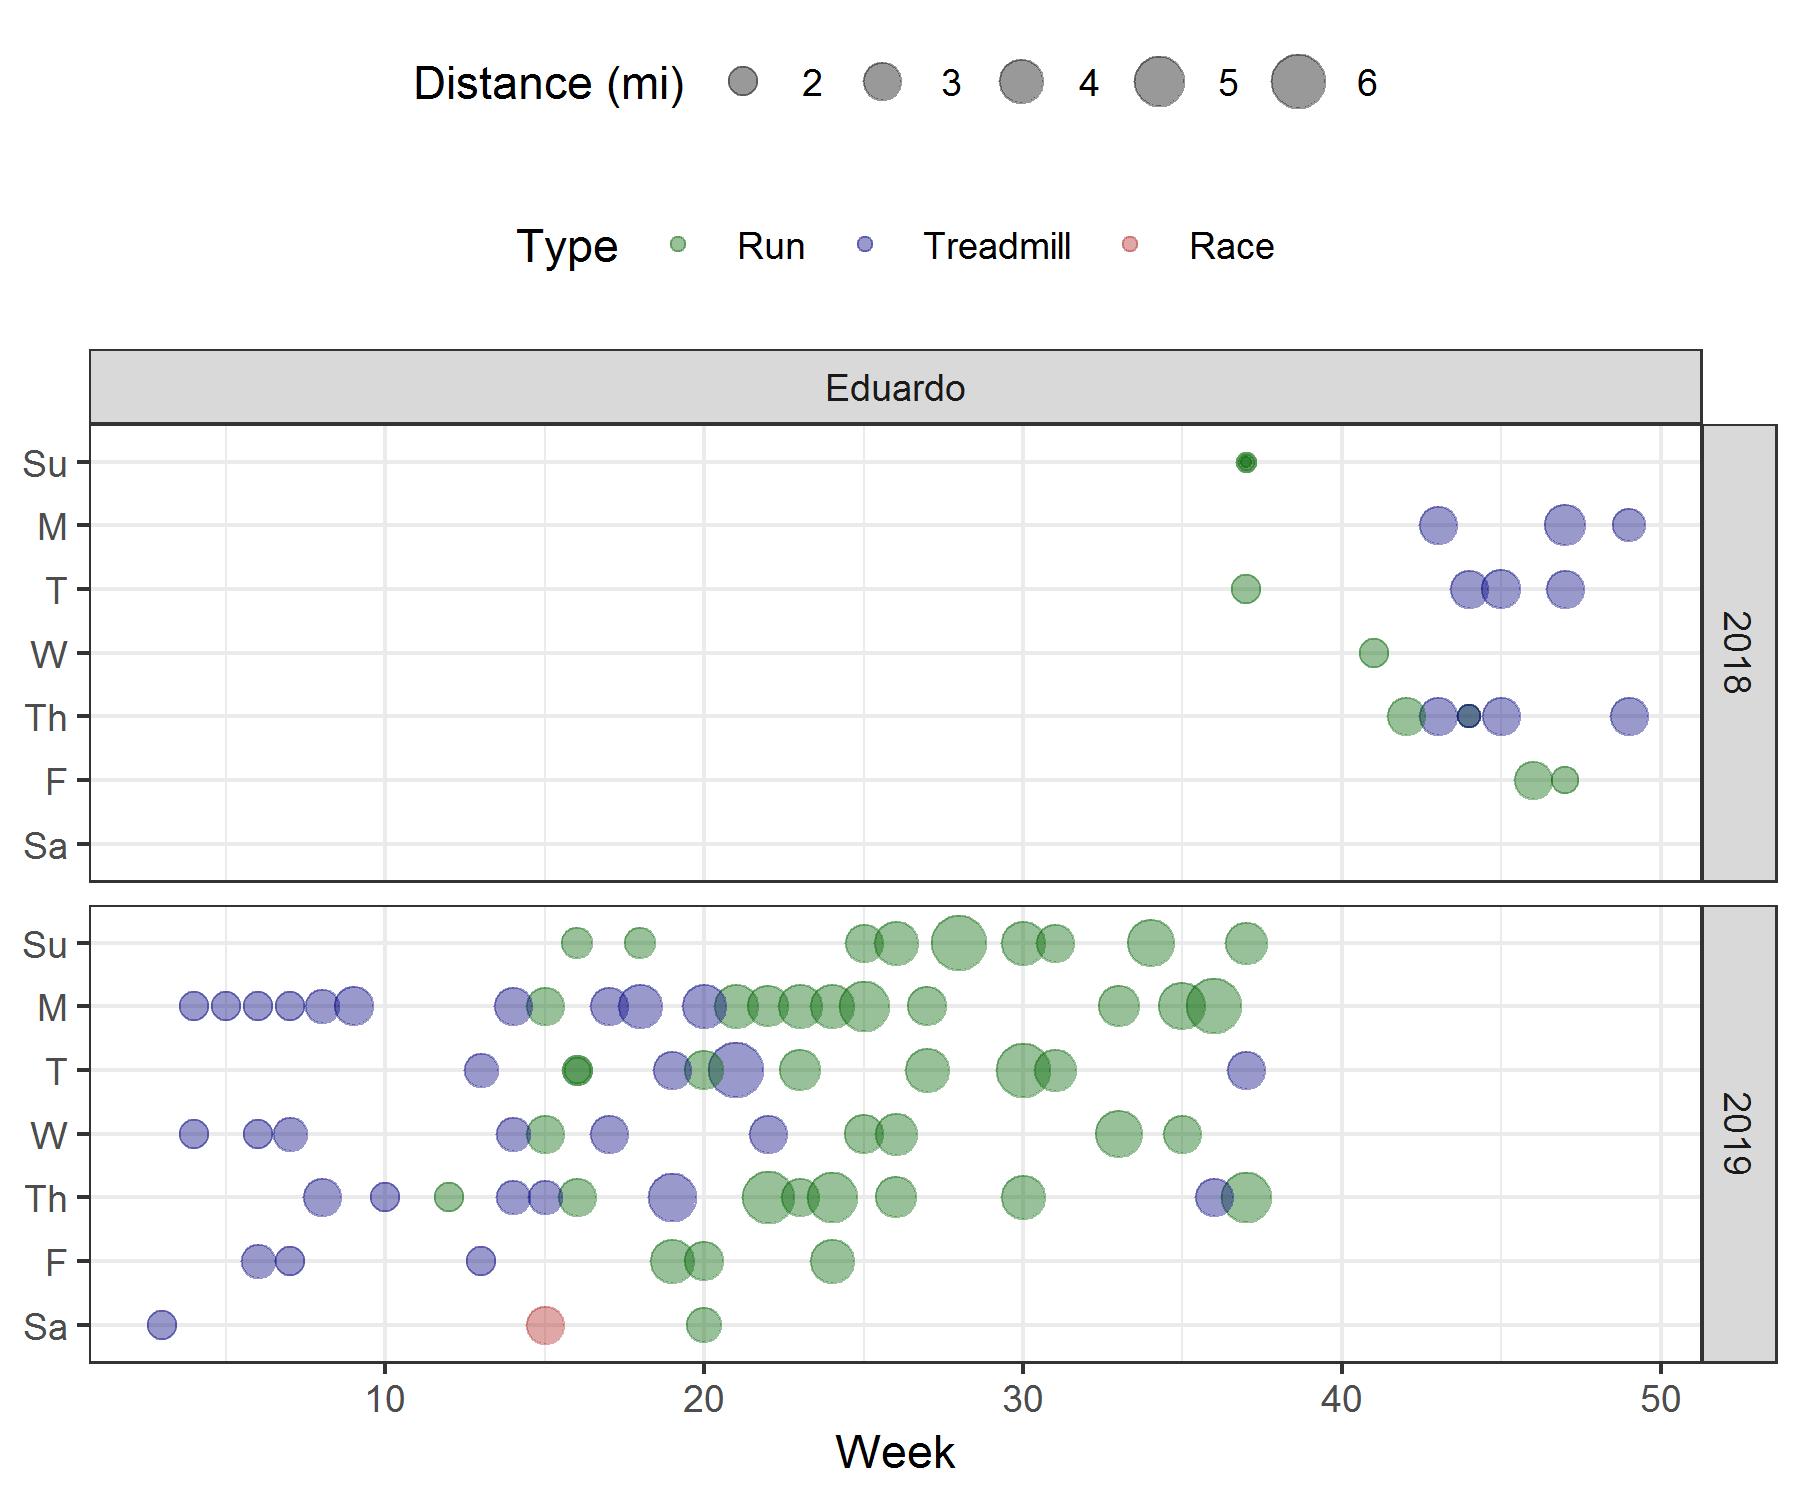 Distance (mi) 2 3 4 5 6
Type Run Treadmill Race
Eduardo
Su
M
T
W
Th
F
Sa
2018
Su
M
T
W
Th
F
Sa
2019
10 20 30 40 50
Week